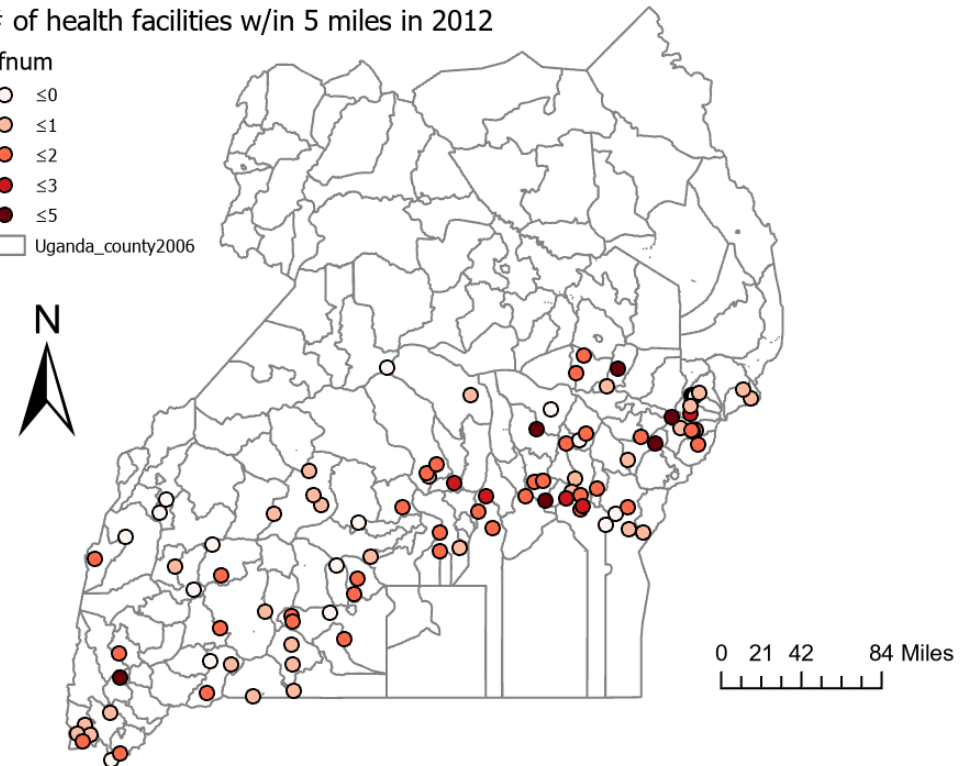 of health facilities w/in 5 miles in 2012
fnum
≤0
≤1
≤2
≤3
≤5
Uganda_county2006
N
0 21 42 84 Miles